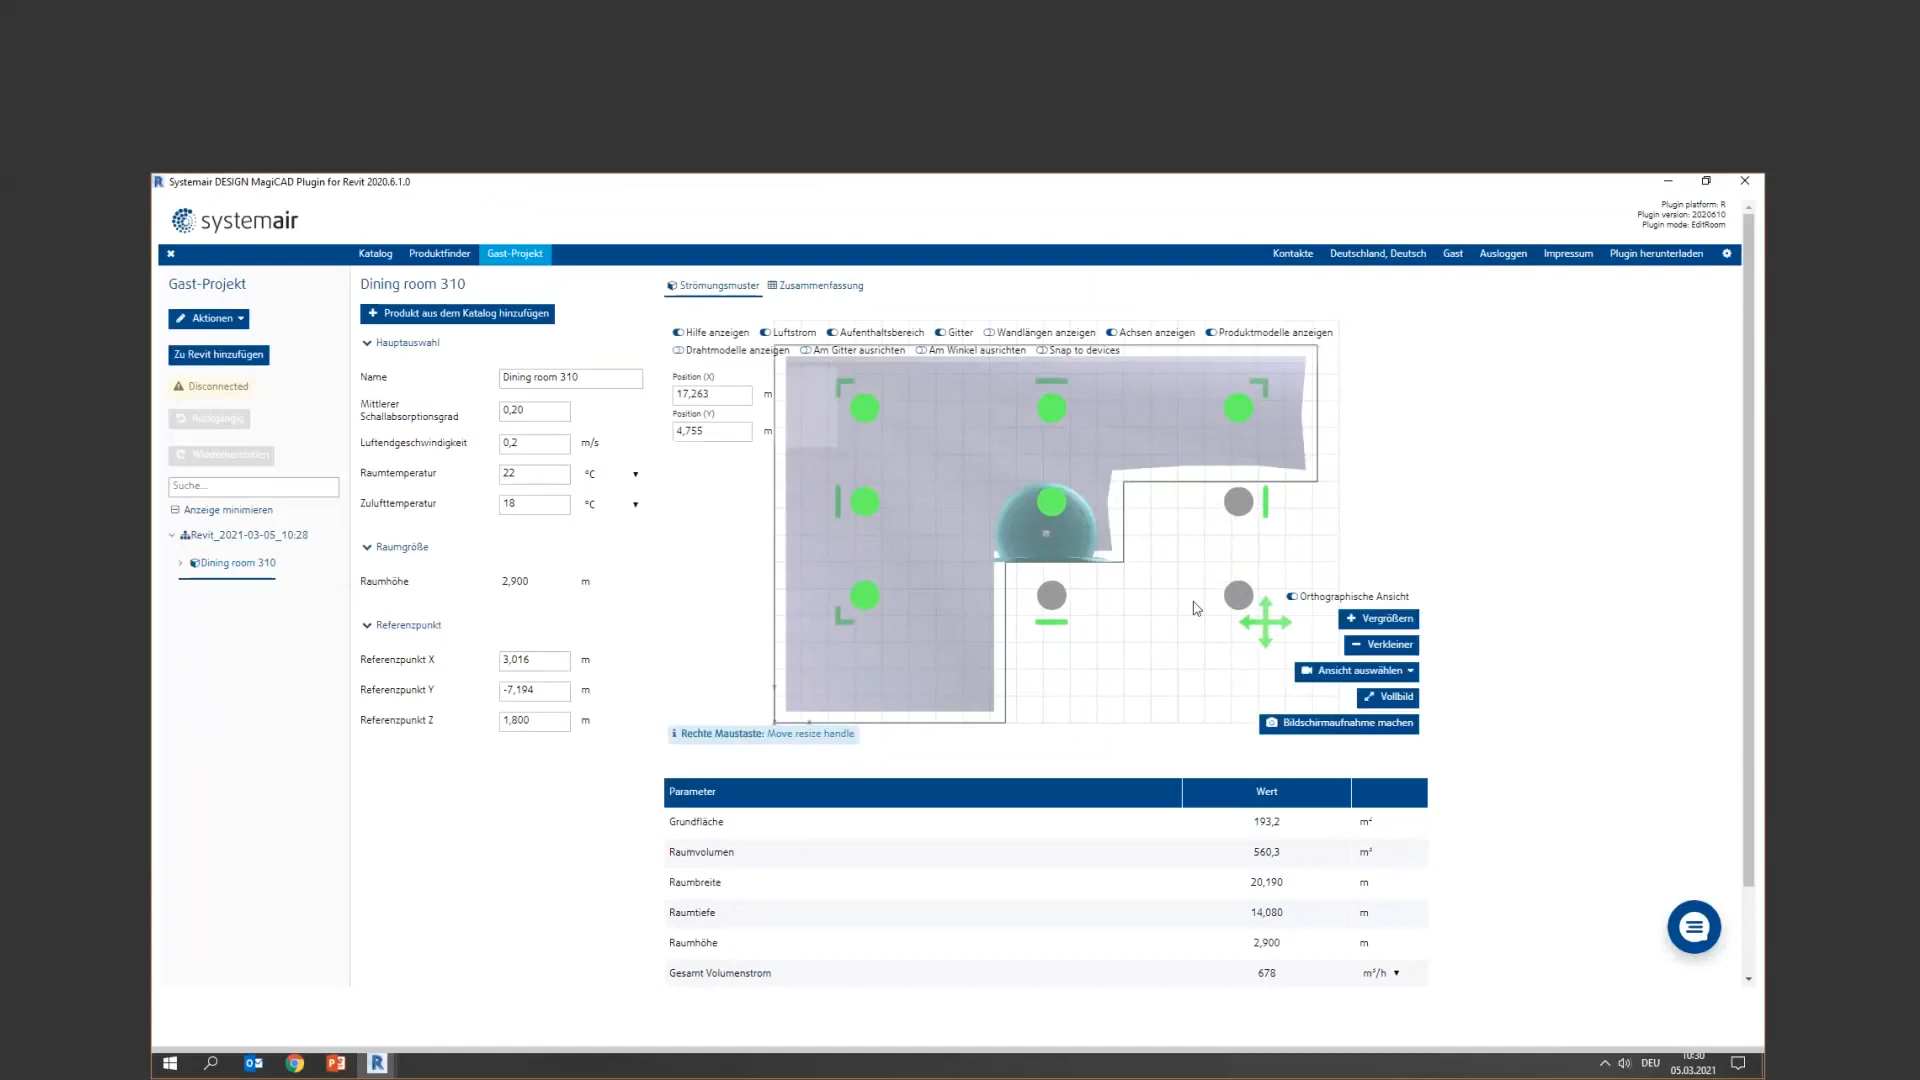 Systemair DESIGN MagiCAD Plugin for Revit 2020.6.1.0
systemair
Plugin platform: R
Plugin version: 2020610
Plugin mode: EditRoom
Katalog Produktfinder Gast-Projekt Kontakte Deutschland, Deutsch Gast Ausloggen Impressum Plugin herunterladen
Gast-Projekt
Aktionen
Zu Revit hinzufügen
Disconnected
Rückgängig
Wiederherstellen
Suche...
Anzeige minimieren
Revit_2021-03-05_10:28
Dining room 310
Dining room 310
Produkt aus dem Katalog hinzufügen
Hauptauswahl
Name Dining room 310
Mittlerer
Schallabsorptionsgrad 0,20
Luftendgeschwindigkeit 0,2 m/s
Raumtemperatur 22 °C
Zulufttemperatur 18 °C
Raumgröße
Raumhöhe 2,900 m
Referenzpunkt
Referenzpunkt X 3,016 m
Referenzpunkt Y -7,194 m
Referenzpunkt Z 1,800 m
Strömungsmuster Zusammenfassung
Hilfe anzeigen Luftstrom Aufenthaltsbereich Gitter Wandlängen anzeigen Achsen anzeigen Produktmodelle anzeigen
Drahtmodelle anzeigen Am Gitter ausrichten Am Winkel ausrichten Snap to devices
Position (X)
17,263 m
Position (Y)
4,755 m
Orthographische Ansicht
Vergrößern
Verkleiner
Ansicht auswählen
Vollbild
Bildschirmaufnahme machen
Rechte Maustaste: Move resize handle
Parameter Wert
Grundfläche 193,2 m²
Raumvolumen 560,3 m³
Raumbreite 20,190 m
Raumtiefe 14,080 m
Raumhöhe 2,900 m
Gesamt Volumenstrom 678 m³/h
DEU
10:30
05.03.2021